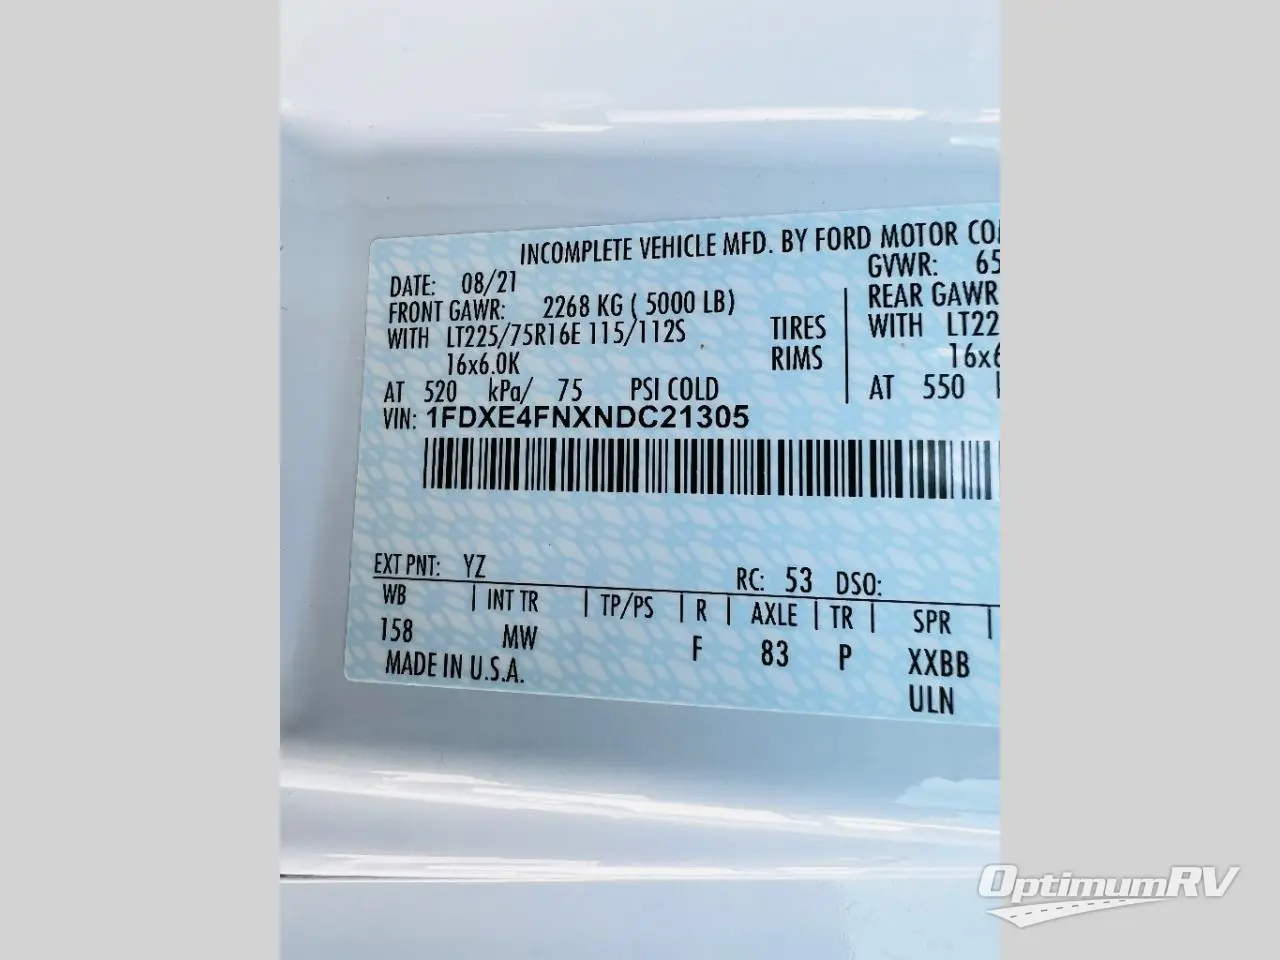 INCOMPLETE VEHICLE MFD. BY FORD MOTOR
DATE: 08/21 GVWR: 65
FRONT GAWR: 2268 KG ( 5000 LB) REAR GAWR
WITH LT225/75R16E 115/112S TIRES WITH LT22
16x6.0K RIMS 16x6
AT 520 kPa/ 75 PSI COLD AT 550
VIN: 1FDXE4FNXNDC21305
EXT PNT: YZ RC: 53 DSO:
WB | INT TR | TP/PS | R | AXLE | TR | SPR |
158 MW F 83 P XXBB
MADE IN U.S.A. ULN
OptimumRV